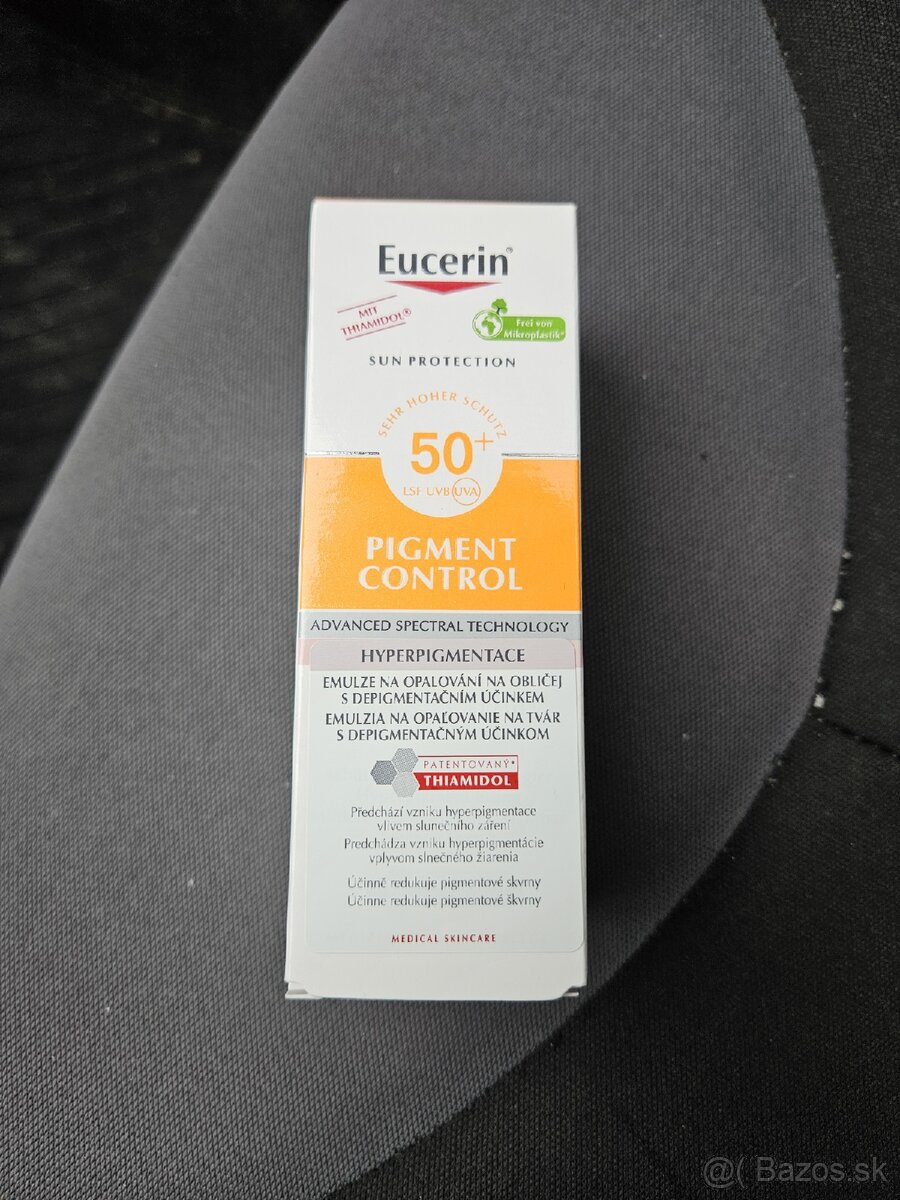 Eucerin®
MIT
THIAMIDOL®
Frei von
Mikroplastik
SUN PROTECTION
SEHR HOHER SCHUTZ
50+
LSF UVB UVA
PIGMENT
CONTROL
ADVANCED SPECTRAL TECHNOLOGY
HYPERPIGMENTACE
EMULZE NA OPALOVÁNÍ NA OBLIČEJ
S DEPIGMENTAČNÍM ÚČINKEM
EMULZIA NA OPAĽOVANIE NA TVÁR
S DEPIGMENTAČNÝM ÚČINKOM
PATENTOVANÝ*
THIAMIDOL
Předchází vzniku hyperpigmentace
vlivem slunečního záření
Predchádza vzniku hyperpigmentácie
vplyvom slnečného žiarenia
Účinně redukuje pigmentové skvrny
Účinne redukuje pigmentové škvrny
MEDICAL SKINCARE
@( Bazos.sk